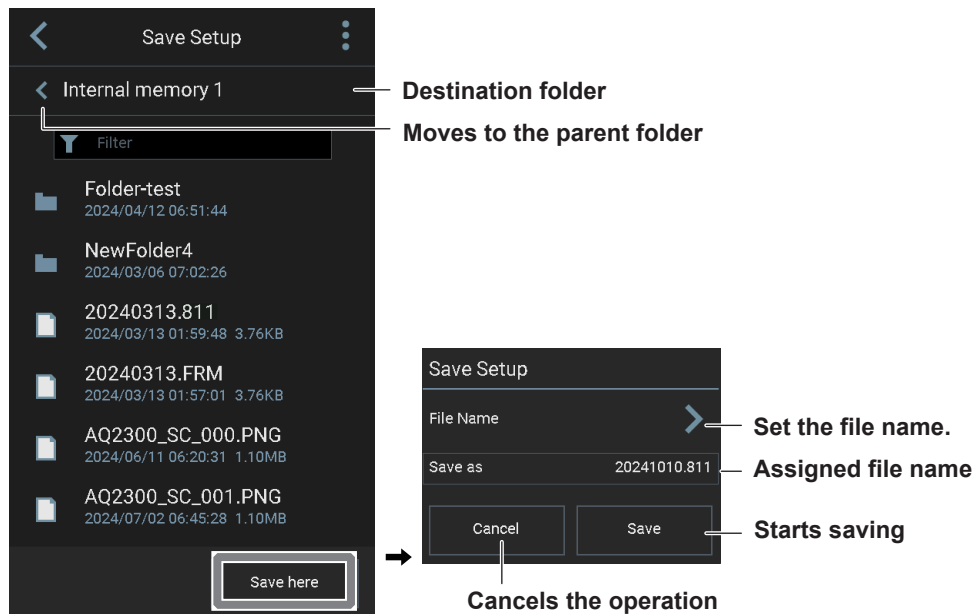 Save Setup
Internal memory 1
Destination folder
Moves to the parent folder
Filter
Folder-test
2024/04/12 06:51:44
NewFolder4
2024/03/06 07:02:26
20240313.811
2024/03/13 01:59:48 3.76KB
20240313.FRM
2024/03/13 01:57:01 3.76KB
AQ2300_SC_000.PNG
2024/06/11 06:20:31 1.10MB
AQ2300_SC_001.PNG
2024/07/02 06:45:28 1.10MB
Save here
Save Setup
File Name
Set the file name.
Save as 20241010.811
Assigned file name
Cancel Save
Starts saving
Cancels the operation